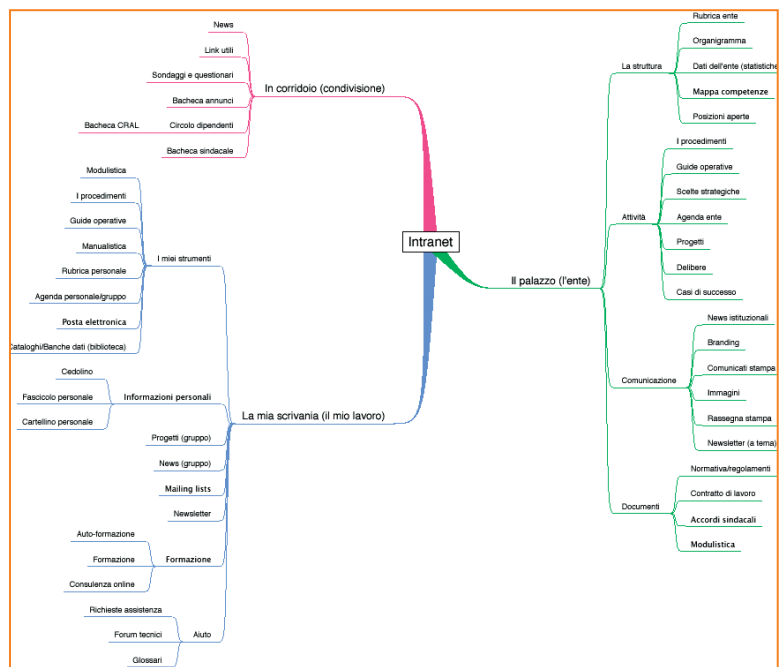 Intranet
In corridoio (condivisione)
News
Link utili
Sondaggi e questionari
Bacheca annunci
Circolo dipendenti
Bacheca CRAL
Bacheca sindacale
La mia scrivania (il mio lavoro)
I miei strumenti
Modulistica
I procedimenti
Guide operative
Manualistica
Rubrica personale
Agenda personale/gruppo
Posta elettronica
Cataloghi/Banche dati (biblioteca)
Informazioni personali
Cedolino
Fascicolo personale
Cartellino personale
Progetti (gruppo)
News (gruppo)
Mailing lists
Newsletter
Formazione
Auto-formazione
Formazione
Consulenza online
Aiuto
Richieste assistenza
Forum tecnici
Glossari
Il palazzo (l'ente)
La struttura
Rubrica ente
Organigramma
Dati dell'ente (statistiche
Mappa competenze
Posizioni aperte
Attività
I procedimenti
Guide operative
Scelte strategiche
Agenda ente
Progetti
Delibere
Casi di successo
Comunicazione
News istituzionali
Branding
Comunicati stampa
Immagini
Rassegna stampa
Newsletter (a tema)
Documenti
Normativa/regolamenti
Contratto di lavoro
Accordi sindacali
Modulistica